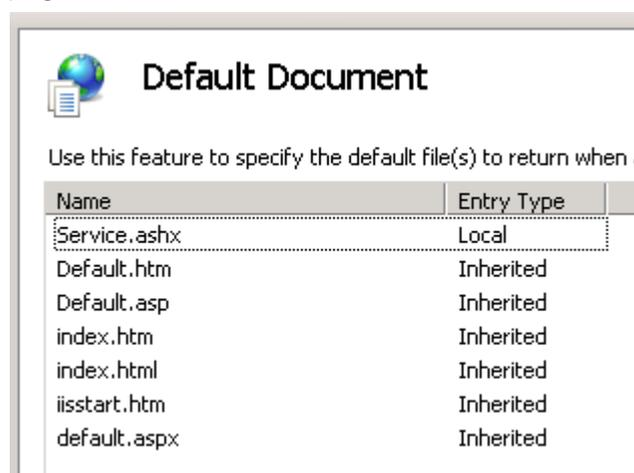 Default Document
Use this feature to specify the default file(s) to return when
Name Entry Type
Service.ashx Local
Default.htm Inherited
Default.asp Inherited
index.htm Inherited
index.html Inherited
iisstart.htm Inherited
default.aspx Inherited